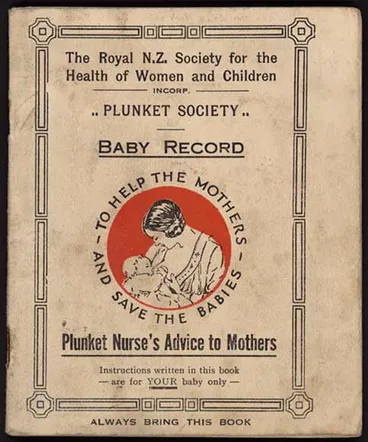 The Royal N.Z. Society for the
Health of Women and Children
INCORP.
.. PLUNKET SOCIETY ..
BABY RECORD
- TO HELP THE MOTHERS -
AND SAVE THE BABIES
Plunket Nurse's Advice to Mothers
Instructions written in this book
— are for YOUR baby only —
ALWAYS BRING THIS BOOK